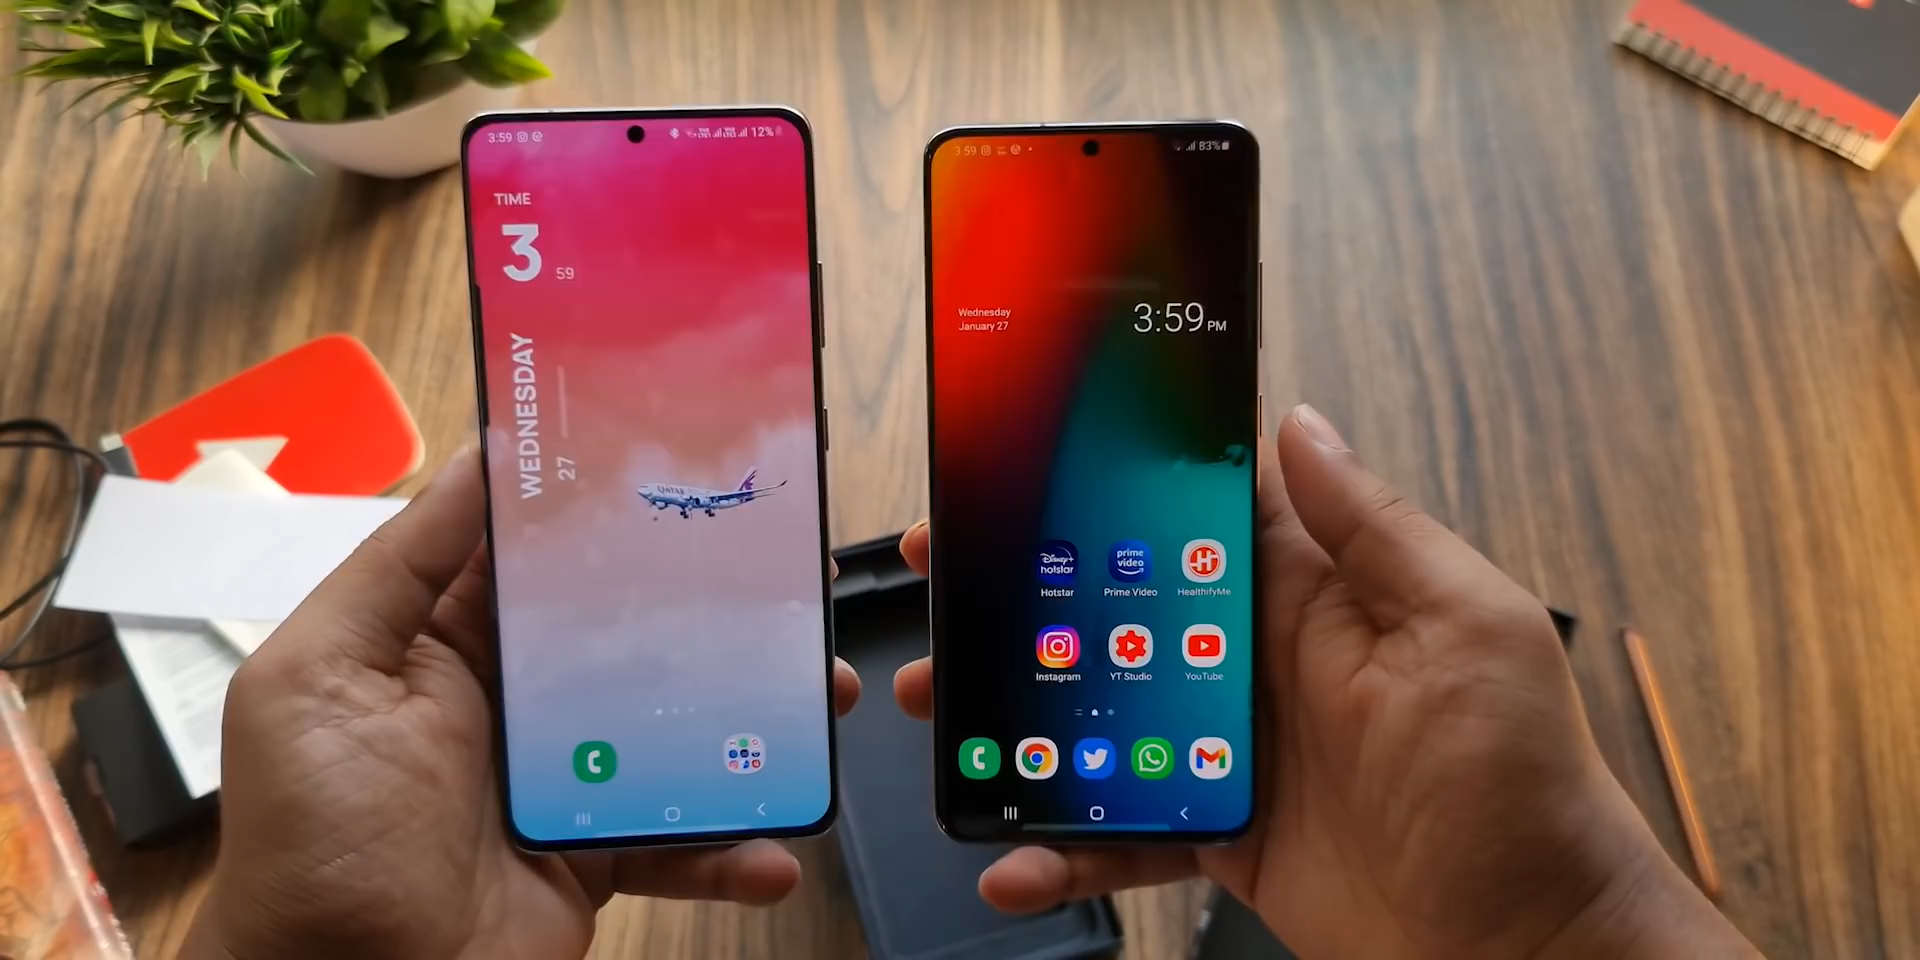 3:59
12%
TIME
3
59
WEDNESDAY
27
QATAR
3:59
83%
Wednesday
January 27
3:59 PM
Disney+
hotstar
prime
video
Hotstar
Prime Video
HealthifyMe
Instagram
YT Studio
YouTube